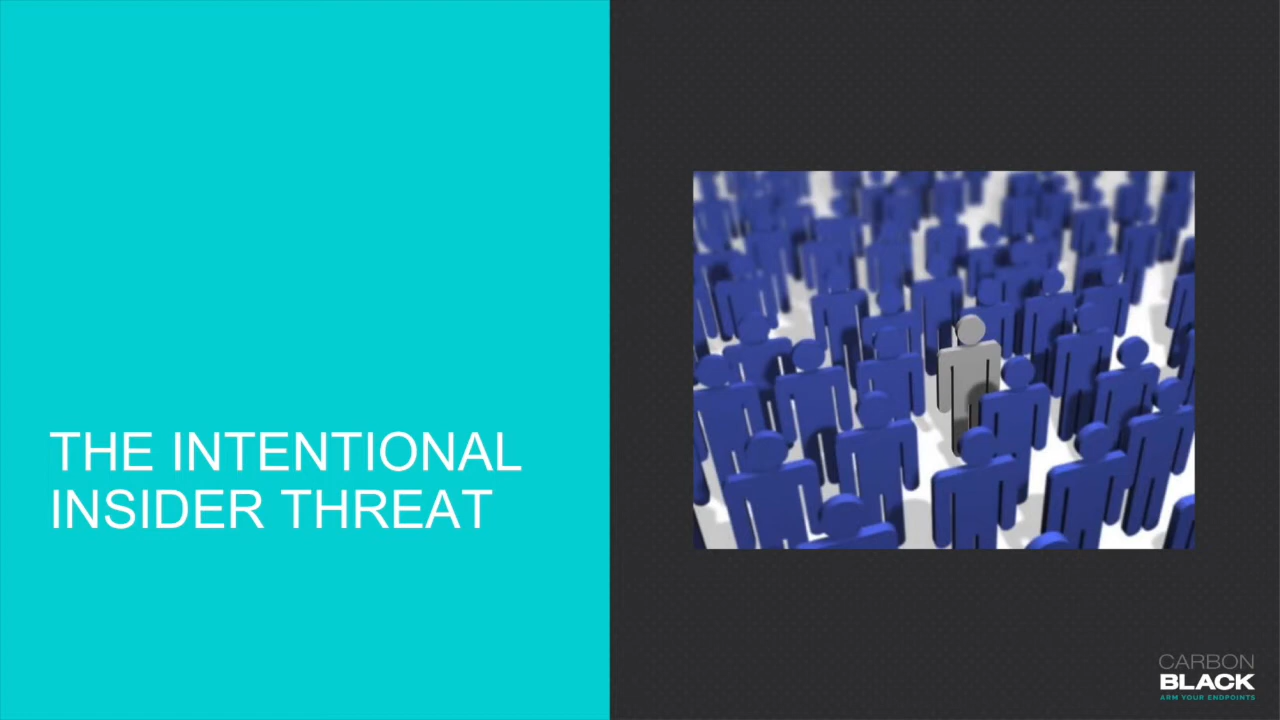 THE INTENTIONAL
INSIDER THREAT
CARBON
BLACK
ARM YOUR ENDPOINTS